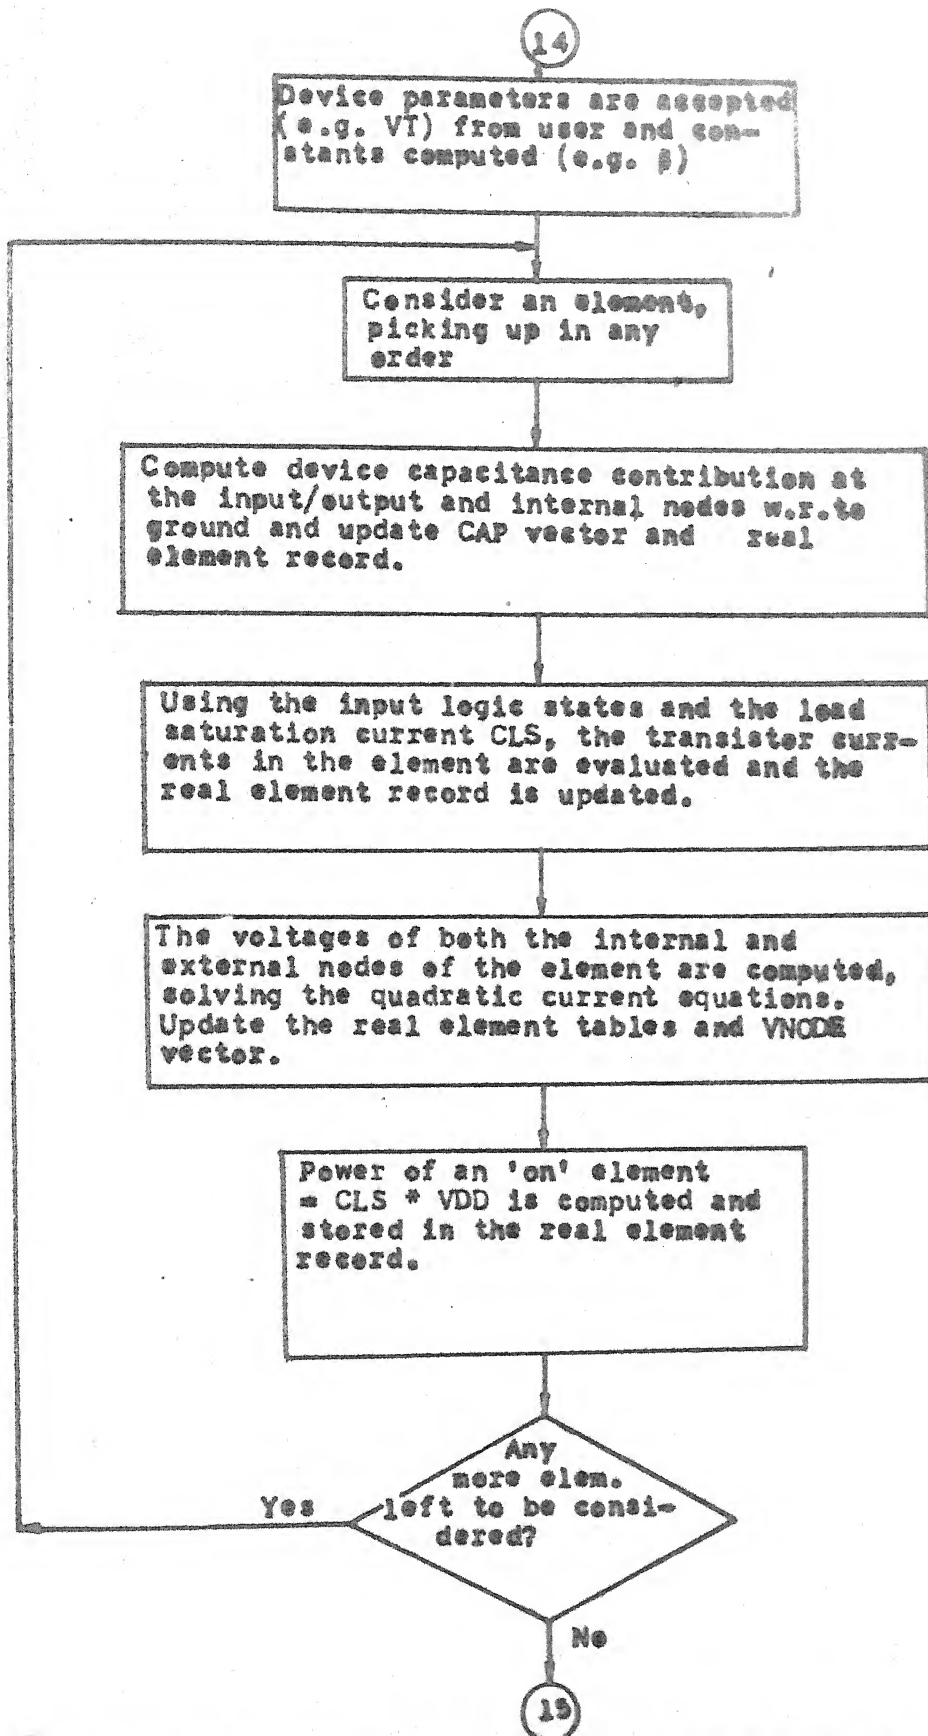 14
Device parameters are accepted
(e.g. VT) from user and con-
stants computed (e.g. β)
Consider an element,
picking up in any
order
Compute device capacitance contribution at
the input/output and internal nodes w.r.to
ground and update CAP vector and real
element record.
Using the input logic states and the load
saturation current CLS, the transistor curr-
ents in the element are evaluated and the
real element record is updated.
The voltages of both the internal and
external nodes of the element are computed,
solving the quadratic current equations.
Update the real element tables and VNODE
vector.
Power of an 'on' element
= CLS * VDD is computed and
stored in the real element
record.
Any
more elem.
left to be consi-
dered?
Yes
No
15